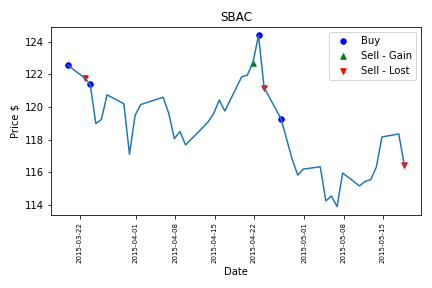 SBAC
Buy
Sell - Gain
Sell - Lost
Price $
124
122
120
118
116
114
2015-03-22
2015-04-01
2015-04-08
2015-04-15
2015-04-22
2015-05-01
2015-05-08
2015-05-15
Date